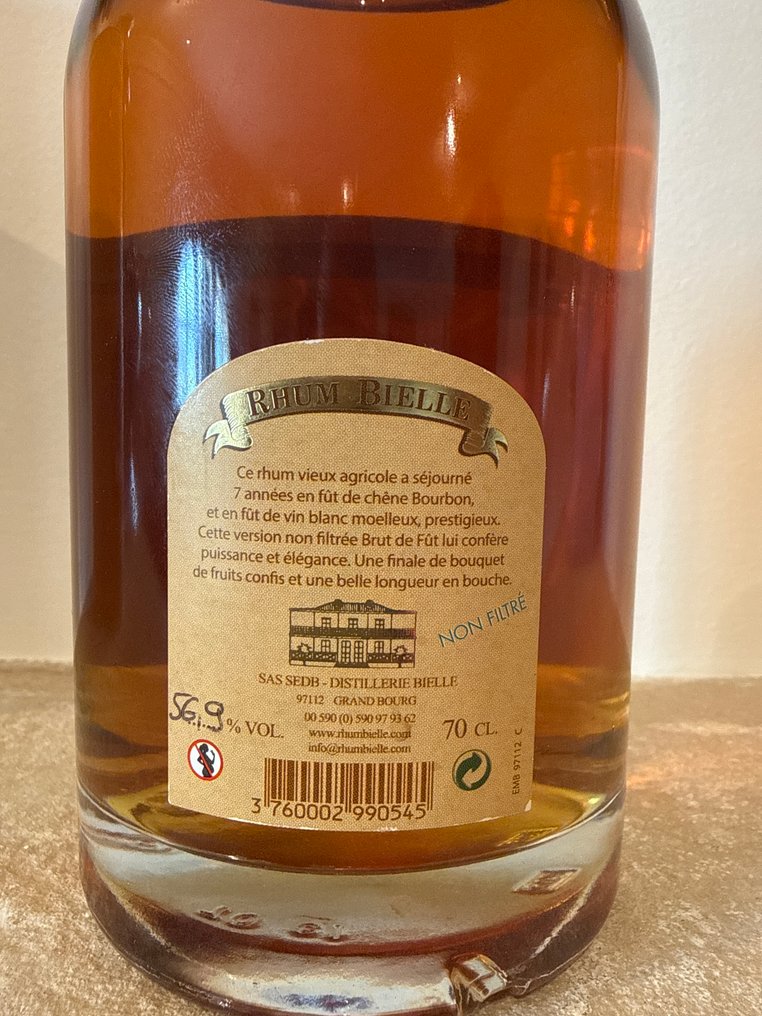 RHUM BIELLE
Ce rhum vieux agricole a séjourné
7 années en fût de chêne Bourbon,
et en fût de vin blanc moelleux, prestigieux.
Cette version non filtrée Brut de Fût lui confère
puissance et élégance. Une finale de bouquet
de fruits confis et une belle longueur en bouche.
NON FILTRÉ
SAS SEDB - DISTILLERIE BIELLE
97112 GRAND BOURG
00 590 (0) 590 97 93 62
www.rhumbielle.com
info@rhumbielle.com
56,9 % VOL.
70 CL.
EMB 97112 C
3 760002 990545